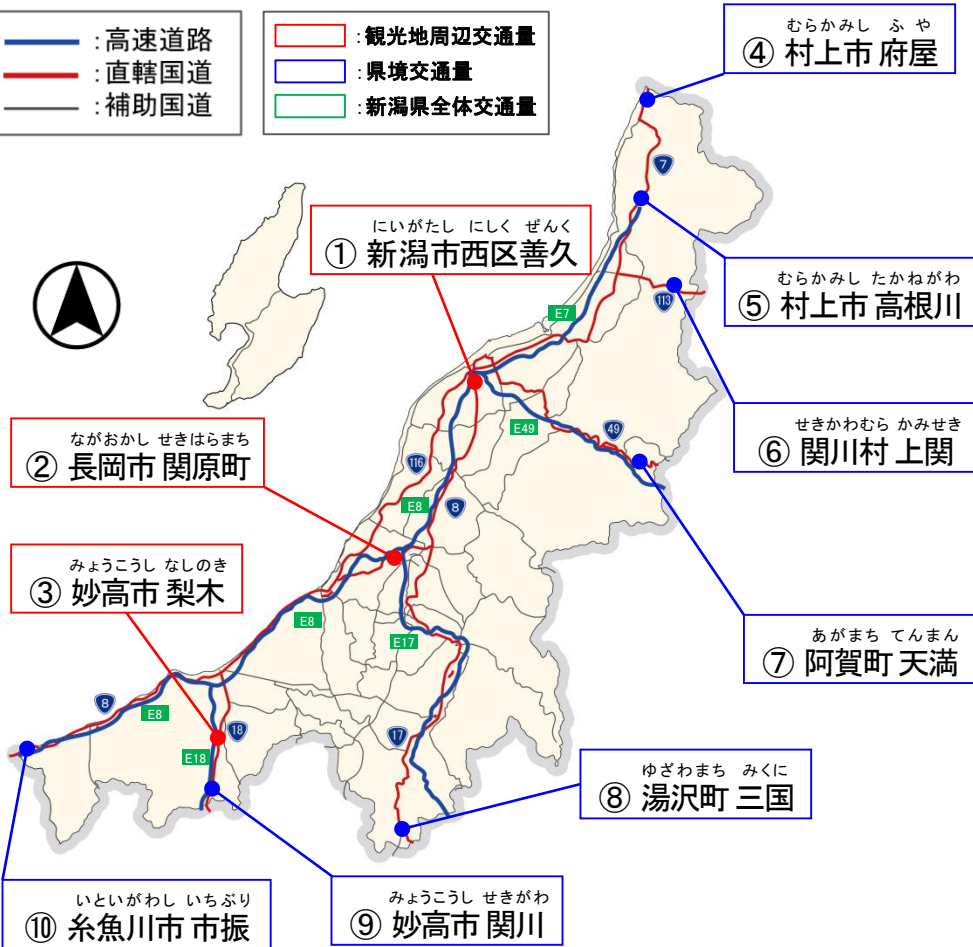 :高速道路
:直轄国道
:補助国道
:観光地周辺交通量
:県境交通量
:新潟県全体交通量
むらかみし ふや
④ 村上市 府屋
7
にいがたし にしく ぜんく
① 新潟市西区善久
むらかみし たかねがわ
⑤ 村上市 高根川
113
E7
ながおかし せきはらまち
② 長岡市 関原町
E49
49
せきかわむら かみせき
⑥ 関川村 上関
116
E8
8
みょうこうし なしのき
③ 妙高市 梨木
E8
E17
あがまち てんまん
⑦ 阿賀町 天満
8
E8
18
E18
17
ゆざわまち みくに
⑧ 湯沢町 三国
いといがわし いちぶり
⑩ 糸魚川市 市振
みょうこうし せきがわ
⑨ 妙高市 関川